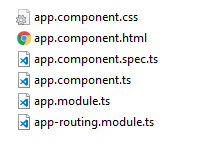 app.component.css
app.component.html
app.component.spec.ts
app.component.ts
app.module.ts
app-routing.module.ts